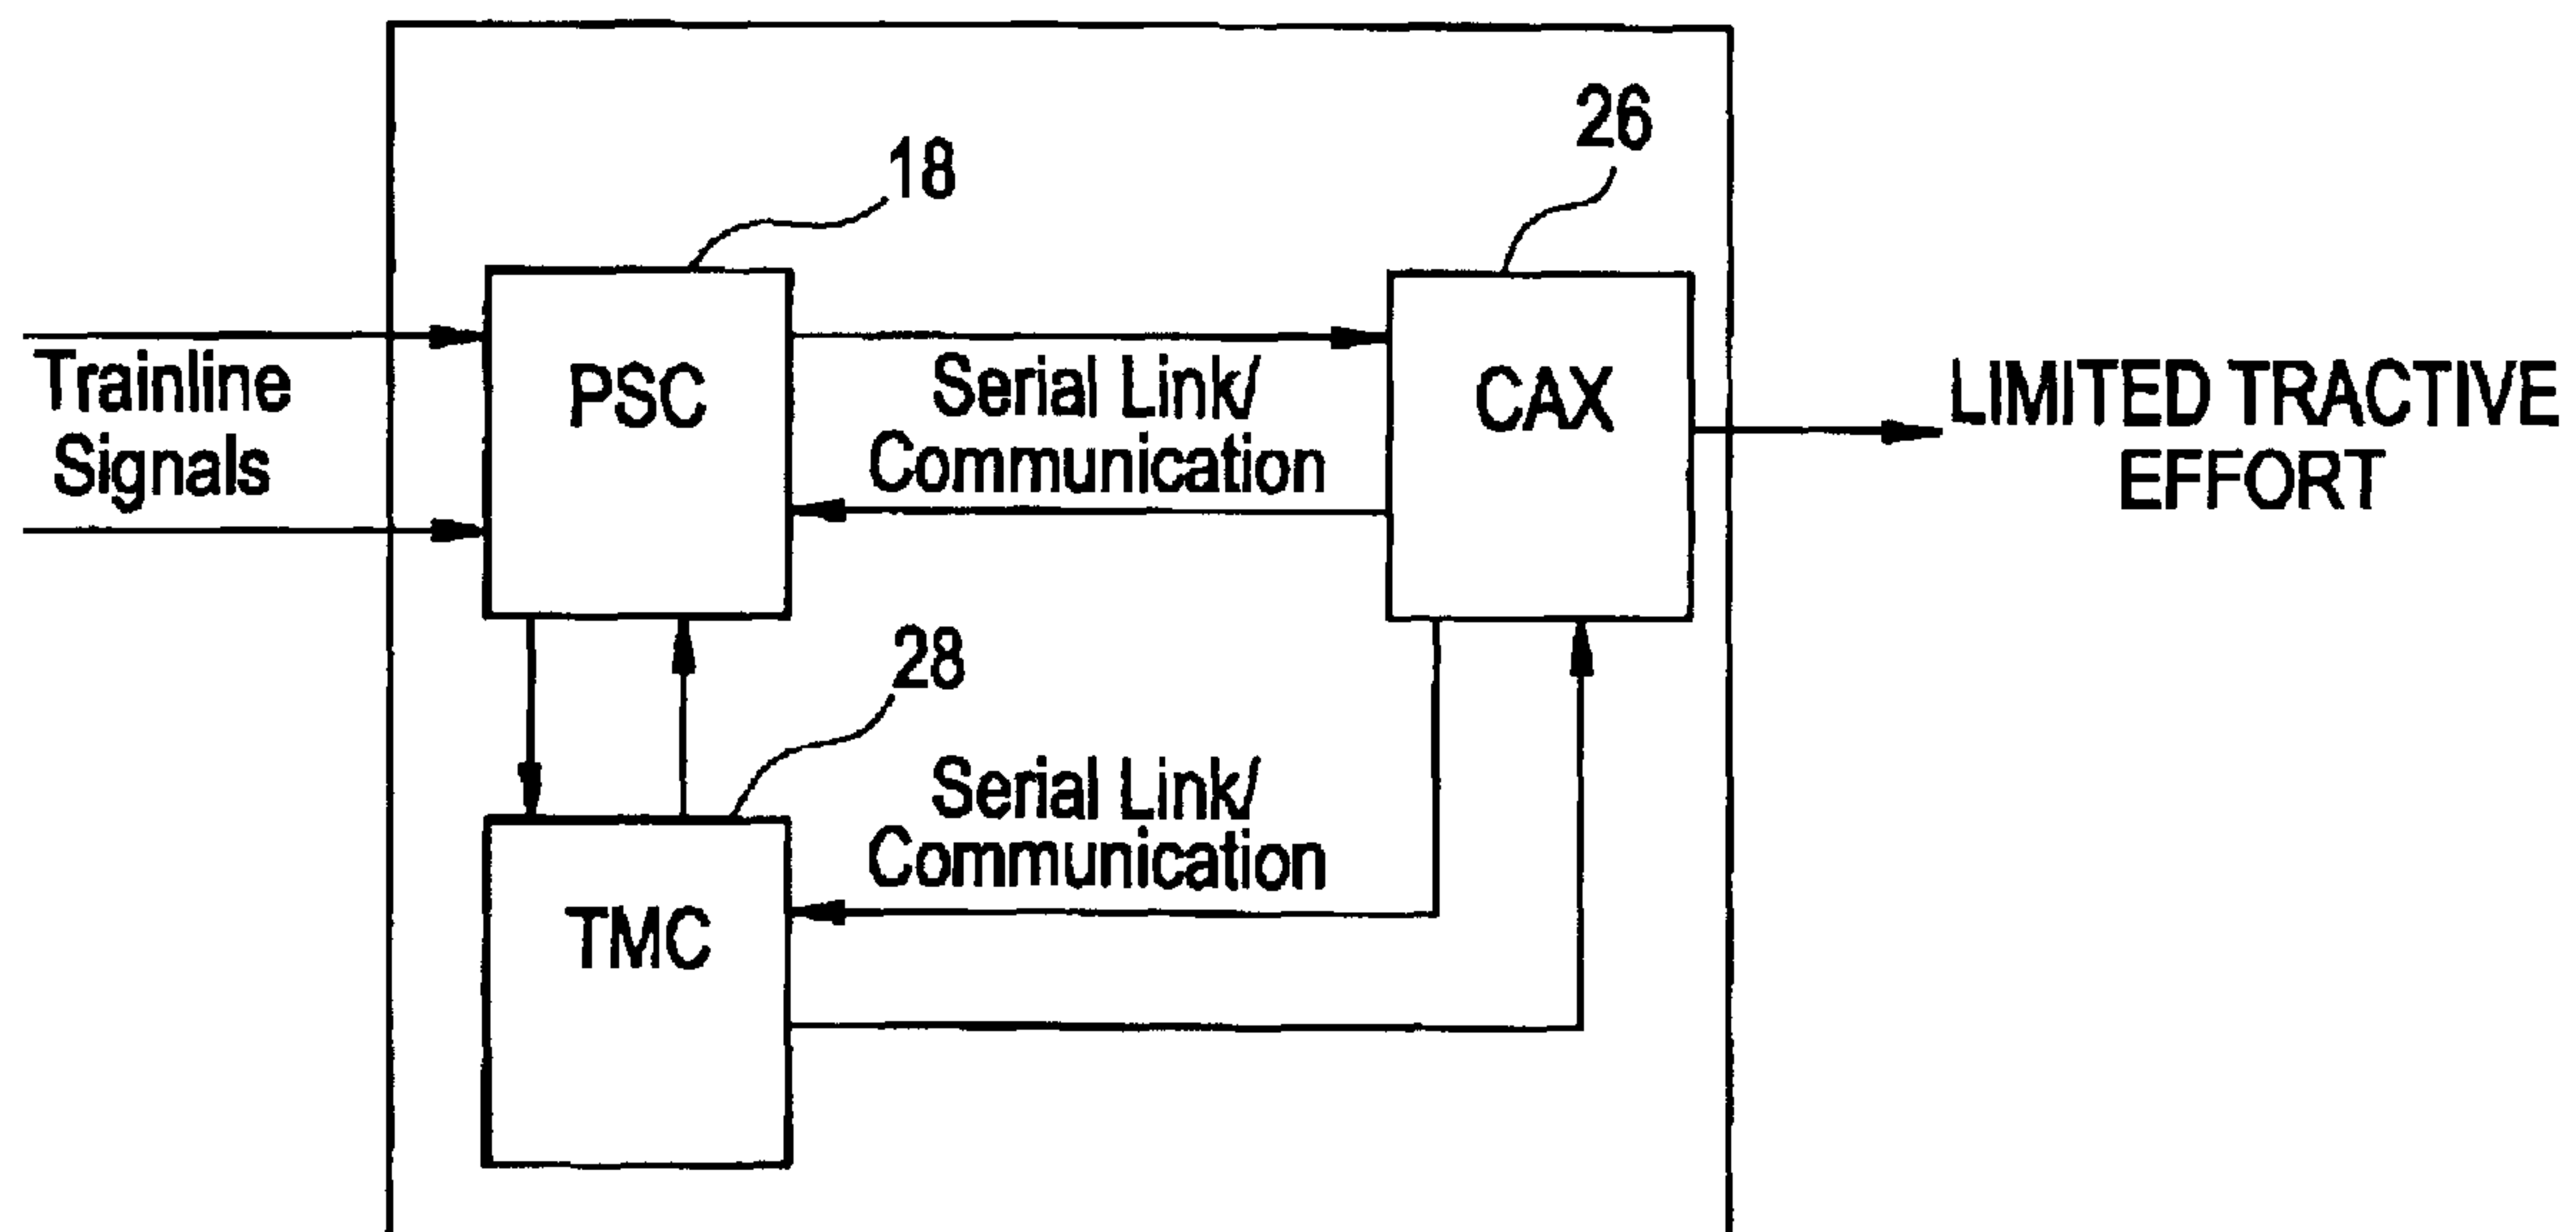 26
18
Trainline
Signals
PSC
Serial Link/
Communication
CAX
LIMITED TRACTIVE
EFFORT
28
Serial Link/
Communication
TMC